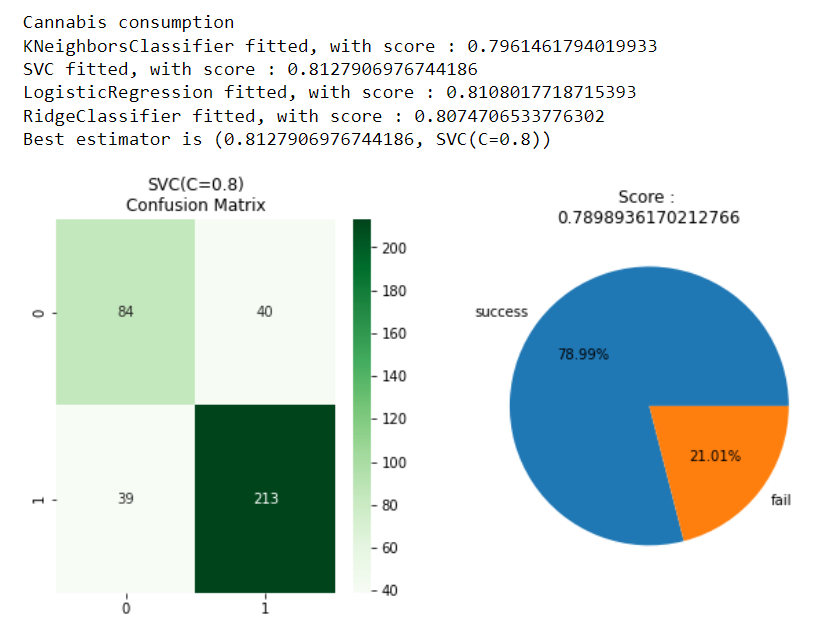 Cannabis consumption
KNeighborsClassifier fitted, with score : 0.7961461794019933
SVC fitted, with score : 0.8127906976744186
LogisticRegression fitted, with score : 0.8108017718715393
RidgeClassifier fitted, with score : 0.8074706533776302
Best estimator is (0.8127906976744186, SVC(C=0.8))
SVC(C=0.8)
Confusion Matrix
0
84
40
1
39
213
0
1
200
180
160
140
120
100
80
60
40
Score :
0.7898936170212766
success
78.99%
21.01%
fail